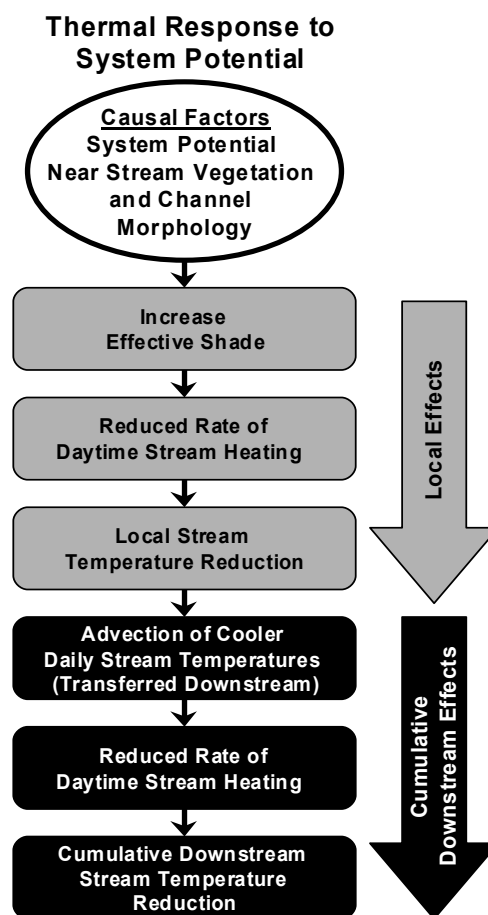 Thermal Response to
System Potential
Causal Factors
System Potential
Near Stream Vegetation
and Channel
Morphology
Increase
Effective Shade
Reduced Rate of
Daytime Stream Heating
Local Stream
Temperature Reduction
Local Effects
Advection of Cooler
Daily Stream Temperatures
(Transferred Downstream)
Reduced Rate of
Daytime Stream Heating
Cumulative Downstream
Stream Temperature
Reduction
Cumulative
Downstream Effects